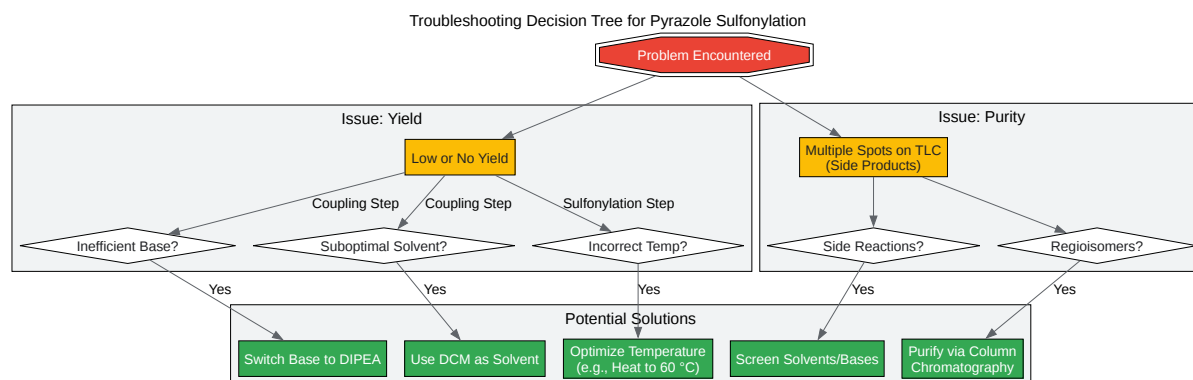 Troubleshooting Decision Tree for Pyrazole Sulfonylation
Problem Encountered
Issue: Yield
Issue: Purity
Low or No Yield
Multiple Spots on TLC
(Side Products)
Coupling Step
Coupling Step
Sulfonylation Step
Inefficient Base?
Suboptimal Solvent?
Incorrect Temp?
Side Reactions?
Regioisomers?
Yes
Yes
Yes
Yes
Yes
Potential Solutions
Switch Base to DIPEA
Use DCM as Solvent
Optimize Temperature
(e.g., Heat to 60 °C)
Screen Solvents/Bases
Purify via Column
Chromatography